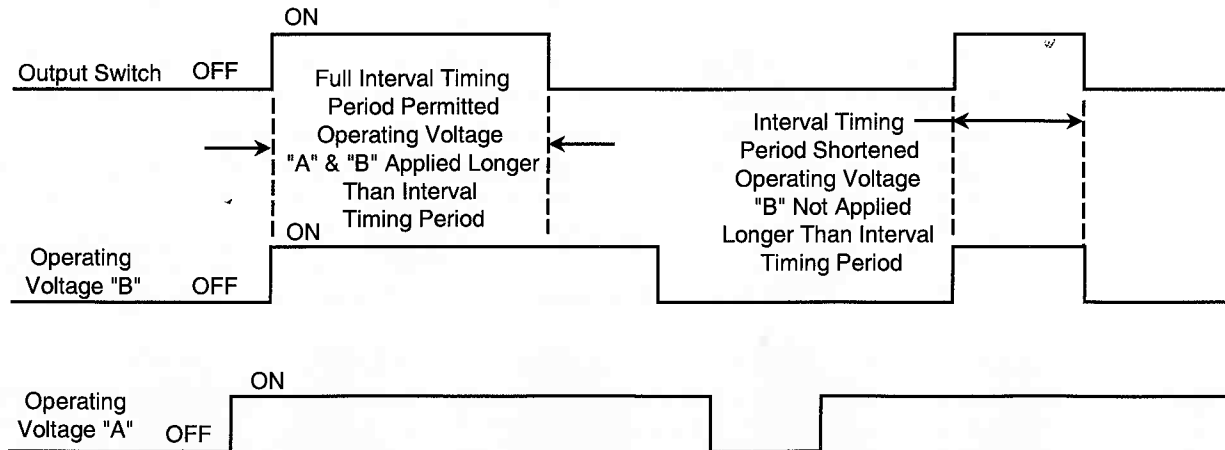 ON
Output Switch OFF
Full Interval Timing
Period Permitted
Operating Voltage
"A" & "B" Applied Longer
Than Interval
Timing Period
Interval Timing
Period Shortened
Operating Voltage
"B" Not Applied
Longer Than Interval
Timing Period
ON
Operating
Voltage "B" OFF
ON
Operating
Voltage "A" OFF